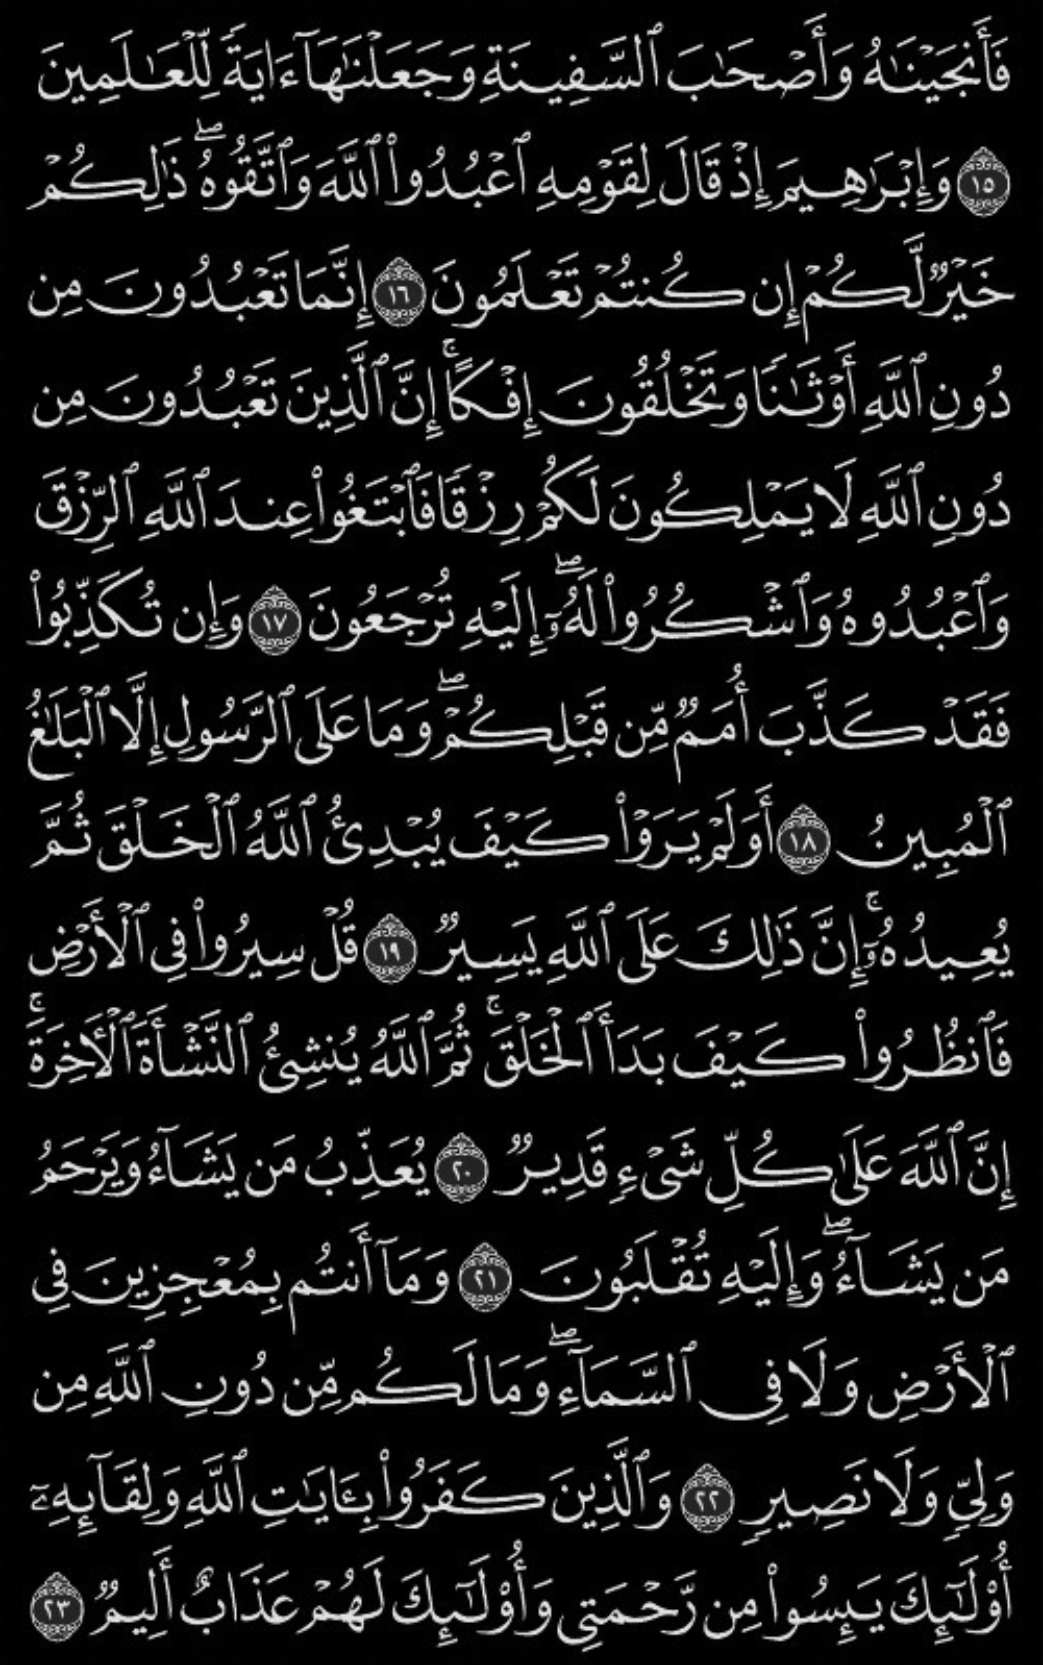 فَأَنجَيْنَـٰهُ وَأَصْحَـٰبَ ٱلسَّفِينَةِ وَجَعَلْنَـٰهَآ ءَايَةً لِّلْعَـٰلَمِينَ
١٥ وَإِبْرَٰهِيمَ إِذْ قَالَ لِقَوْمِهِ ٱعْبُدُوا۟ ٱللَّهَ وَٱتَّقُوهُ ۖ ذَٰلِكُمْ
خَيْرٌ لَّكُمْ إِن كُنتُمْ تَعْلَمُونَ ١٦ إِنَّمَا تَعْبُدُونَ مِن
دُونِ ٱللَّهِ أَوْثَـٰنًا وَتَخْلُقُونَ إِفْكًا ۚ إِنَّ ٱلَّذِينَ تَعْبُدُونَ مِن
دُونِ ٱللَّهِ لَا يَمْلِكُونَ لَكُمْ رِزْقًا فَٱبْتَغُوا۟ عِندَ ٱللَّهِ ٱلرِّزْقَ
وَٱعْبُدُوهُ وَٱشْكُرُوا۟ لَهُۥٓ ۖ إِلَيْهِ تُرْجَعُونَ ١٧ وَإِن تُكَذِّبُوا۟
فَقَدْ كَذَّبَ أُمَمٌ مِّن قَبْلِكُمْ ۖ وَمَا عَلَى ٱلرَّسُولِ إِلَّا ٱلْبَلَـٰغُ
ٱلْمُبِينُ ١٨ أَوَلَمْ يَرَوْا۟ كَيْفَ يُبْدِئُ ٱللَّهُ ٱلْخَلْقَ ثُمَّ
يُعِيدُهُۥٓ ۚ إِنَّ ذَٰلِكَ عَلَى ٱللَّهِ يَسِيرٌ ١٩ قُلْ سِيرُوا۟ فِى ٱلْأَرْضِ
فَٱنظُرُوا۟ كَيْفَ بَدَأَ ٱلْخَلْقَ ۚ ثُمَّ ٱللَّهُ يُنشِئُ ٱلنَّشْأَةَ ٱلْـَٔاخِرَةَ ۚ
إِنَّ ٱللَّهَ عَلَىٰ كُلِّ شَىْءٍ قَدِيرٌ ٢٠ يُعَذِّبُ مَن يَشَآءُ وَيَرْحَمُ
مَن يَشَآءُ ۖ وَإِلَيْهِ تُقْلَبُونَ ٢١ وَمَآ أَنتُم بِمُعْجِزِينَ فِى
ٱلْأَرْضِ وَلَا فِى ٱلسَّمَآءِ ۖ وَمَا لَكُم مِّن دُونِ ٱللَّهِ مِن
وَلِىٍّ وَلَا نَصِيرٍ ٢٢ وَٱلَّذِينَ كَفَرُوا۟ بِـَٔايَـٰتِ ٱللَّهِ وَلِقَآئِهِۦٓ
أُو۟لَـٰٓئِكَ يَئِسُوا۟ مِن رَّحْمَتِى وَأُو۟لَـٰٓئِكَ لَهُمْ عَذَابٌ أَلِيمٌ ٢٣